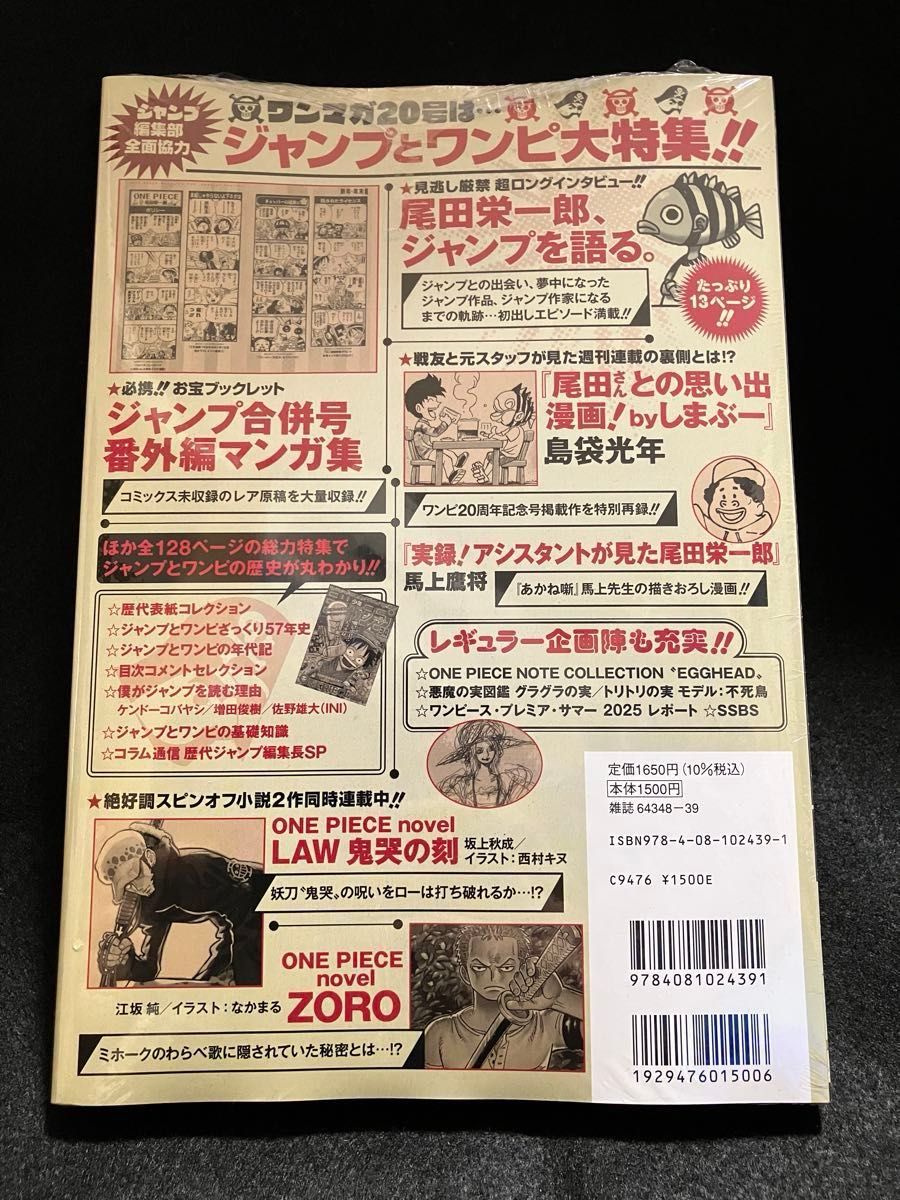 ジャンプ
編集部
全面協力
ワンマガ20号は…
ジャンプとワンピ大特集!!
ONE PIECE
★必携!! お宝ブックレット
ジャンプ合併号
番外編マンガ集
コミックス未収録のレア原稿を大量収録!!
★見逃し厳禁 超ロングインタビュー!!
尾田栄一郎、
ジャンプを語る。
ジャンプとの出会い、夢中になった
ジャンプ作品、ジャンプ作家になる
までの軌跡…初出しエピソード満載!!
たっぷり
13ページ
!!
★戦友と元スタッフが見た週刊連載の裏側とは!?
『尾田さんとの思い出
漫画!byしまぶー』
島袋光年
ワンピ20周年記念号掲載作を特別再録!!
『実録!アシスタントが見た尾田栄一郎』
馬上鷹将
『あかね噺』馬上先生の描きおろし漫画!!
ほか全128ページの総力特集で
ジャンプとワンピの歴史が丸わかり!!
☆歴代表紙コレクション
☆ジャンプとワンピざっくり57年史
☆ジャンプとワンピの年代記
☆目次コメントセレクション
☆僕がジャンプを読む理由
ケンドーコバヤシ/増田俊樹/佐野雄大(INI)
☆ジャンプとワンピの基礎知識
☆コラム通信 歴代ジャンプ編集長SP
レギュラー企画陣も充実!!
☆ONE PIECE NOTE COLLECTION〝EGGHEAD〟
☆悪魔の実図鑑 グラグラの実/トリトリの実 モデル:不死鳥
☆ワンピース・プレミア・サマー 2025 レポート ☆SSBS
★絶好調スピンオフ小説2作同時連載中!!
ONE PIECE novel
LAW 鬼哭の刻
坂上秋成/
イラスト:西村キヌ
妖刀〝鬼哭〟の呪いをローは打ち破れるか…!?
ONE PIECE
novel
ZORO
江坂 純/イラスト:なかまる
ミホークのわらべ歌に隠されていた秘密とは…!?
定価1650円(10%税込)
本体1500円
雑誌 64348-39
ISBN978-4-08-102439-1
C9476 ¥1500E
9784081024391
1929476015006